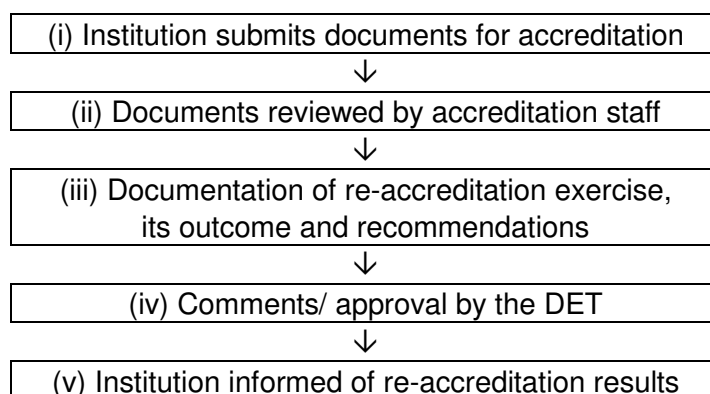 (i) Institution submits documents for accreditation
↓
(ii) Documents reviewed by accreditation staff
↓
(iii) Documentation of re-accreditation exercise,
its outcome and recommendations
↓
(iv) Comments/ approval by the DET
↓
(v) Institution informed of re-accreditation results